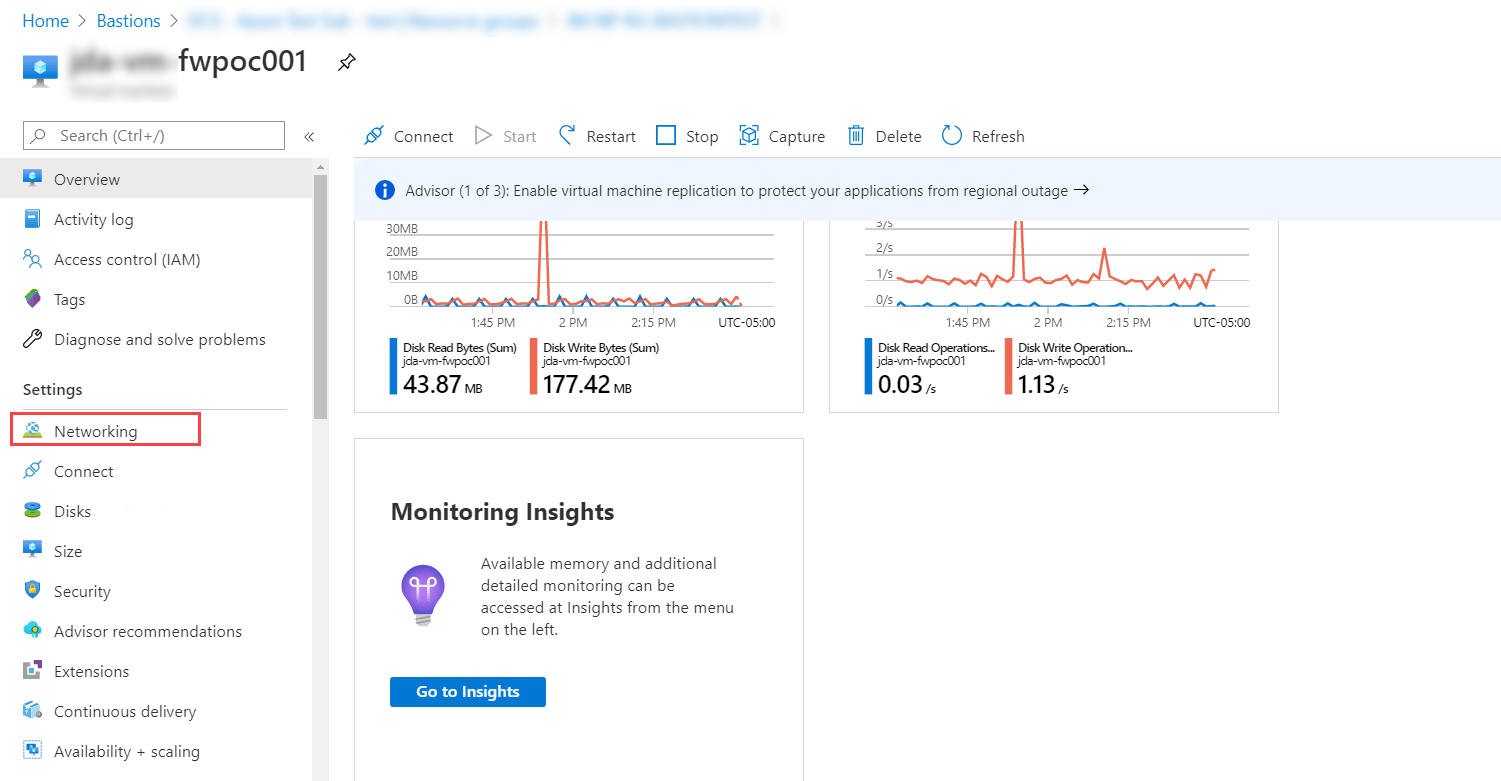 Home > Bastions >
fwpoc001
Search (Ctrl+/)
«
Connect
Start
Restart
Stop
Capture
Delete
Refresh
Overview
Activity log
Access control (IAM)
Tags
Diagnose and solve problems
Settings
Networking
Connect
Disks
Size
Security
Advisor recommendations
Extensions
Continuous delivery
Availability + scaling
Advisor (1 of 3): Enable virtual machine replication to protect your applications from regional outage →
30MB
20MB
10MB
0B
1:45 PM 2 PM 2:15 PM UTC-05:00
Disk Read Bytes (Sum)
jda-vm-fwpoc001
43.87 MB
Disk Write Bytes (Sum)
jda-vm-fwpoc001
177.42 MB
3/s
2/s
1/s
0/s
1:45 PM 2 PM 2:15 PM UTC-05:00
Disk Read Operations...
jda-vm-fwpoc001
0.03 /s
Disk Write Operation...
jda-vm-fwpoc001
1.13 /s
Monitoring Insights
Available memory and additional
detailed monitoring can be
accessed at Insights from the menu
on the left.
Go to Insights